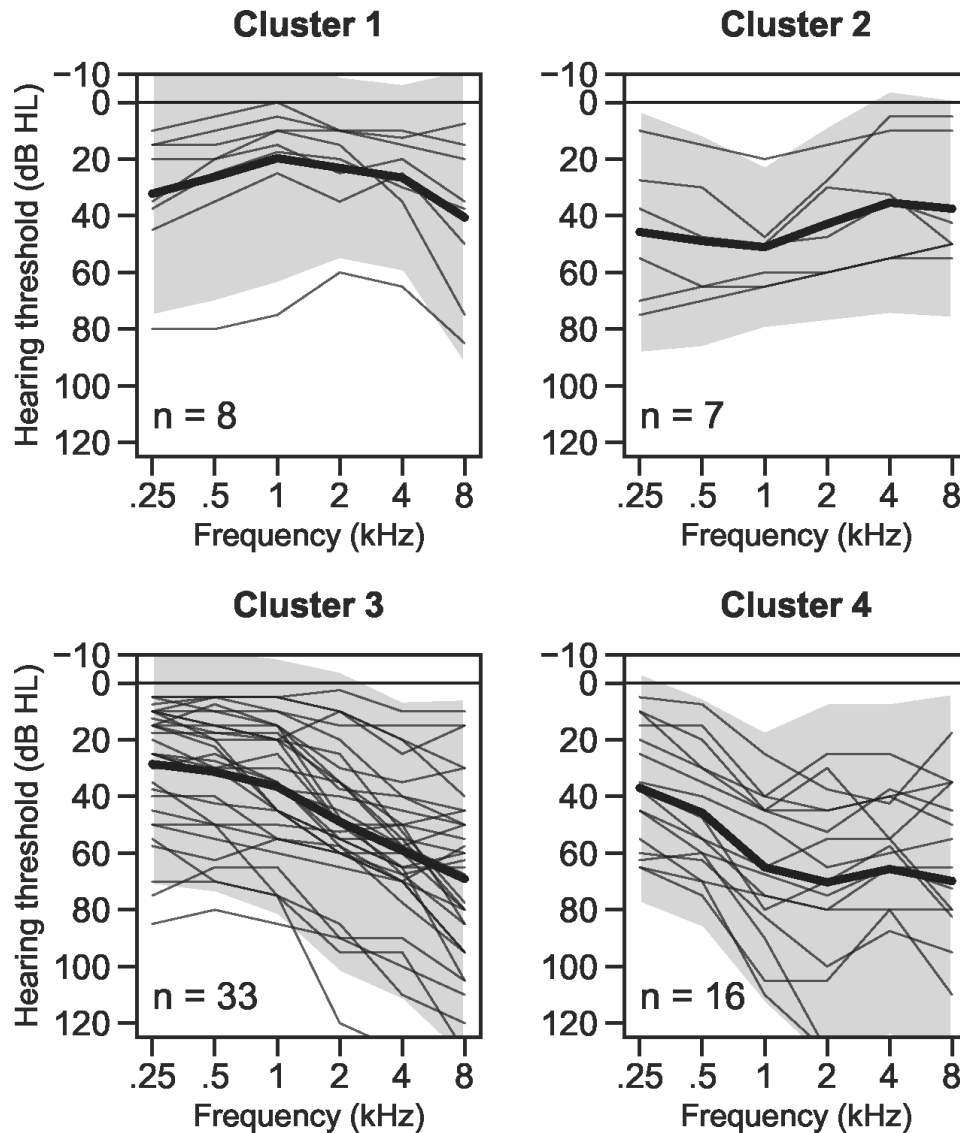 Cluster 1
Hearing threshold (dB HL)
−10
0
20
40
60
80
100
120
n = 8
.25 .5 1 2 4 8
Frequency (kHz)
Cluster 2
−10
0
20
40
60
80
100
120
n = 7
.25 .5 1 2 4 8
Frequency (kHz)
Cluster 3
Hearing threshold (dB HL)
−10
0
20
40
60
80
100
120
n = 33
.25 .5 1 2 4 8
Frequency (kHz)
Cluster 4
−10
0
20
40
60
80
100
120
n = 16
.25 .5 1 2 4 8
Frequency (kHz)